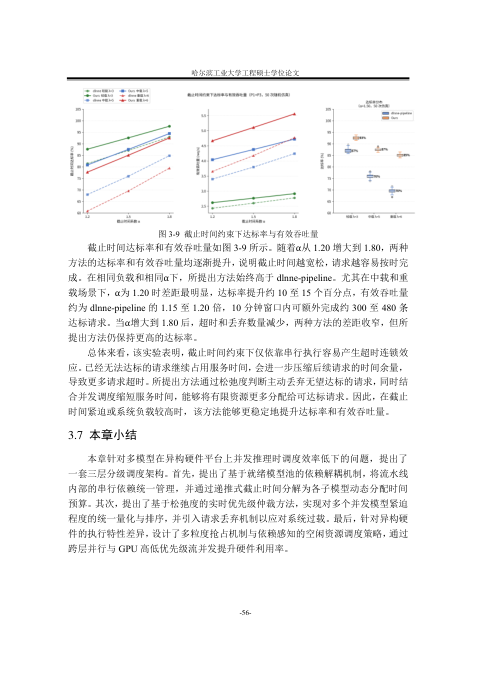 哈尔滨工业大学工程硕士学位论文
图 3-9 截止时间约束下达标率与有效吞吐量
截止时间达标率和有效吞吐量如图 3-9 所示。随着α从 1.20 增大到 1.80，两种
方法的达标率和有效吞吐量均逐渐提升，说明截止时间越宽松，请求越容易按时完
成。在相同负载和相同α下，所提出方法始终高于 dlnne-pipeline。尤其在中载和重
载场景下，α为 1.20 时差距最明显，达标率提升约 10 至 15 个百分点，有效吞吐量
约为 dlnne-pipeline 的 1.15 至 1.20 倍，10 分钟窗口内可额外完成约 300 至 480 条
达标请求。当α增大到 1.80 后，超时和丢弃数量减少，两种方法的差距收窄，但所
提出方法仍保持更高的达标率。
总体来看，该实验表明，截止时间约束下仅依靠串行执行容易产生超时连锁效
应。已经无法达标的请求继续占用服务时间，会进一步压缩后续请求的时间余量，
导致更多请求超时。所提出方法通过松弛度判断主动丢弃无望达标的请求，同时结
合并发调度缩短服务时间，能够将有限资源更多分配给可达标请求。因此，在截止
时间紧迫或系统负载较高时，该方法能够更稳定地提升达标率和有效吞吐量。
3.7 本章小结
本章针对多模型在异构硬件平台上并发推理时调度效率低下的问题，提出了
一套三层分级调度架构。首先，提出了基于就绪模型池的依赖解耦机制，将流水线
内部的串行依赖统一管理，并通过递推式截止时间分解为各子模型动态分配时间
预算。其次，提出了基于松弛度的实时优先级仲裁方法，实现对多个并发模型紧迫
程度的统一量化与排序，并引入请求丢弃机制以应对系统过载。最后，针对异构硬
件的执行特性差异，设计了多粒度抢占机制与依赖感知的空闲资源调度策略，通过
跨层并行与 GPU 高低优先级流并发提升硬件利用率。
-56-